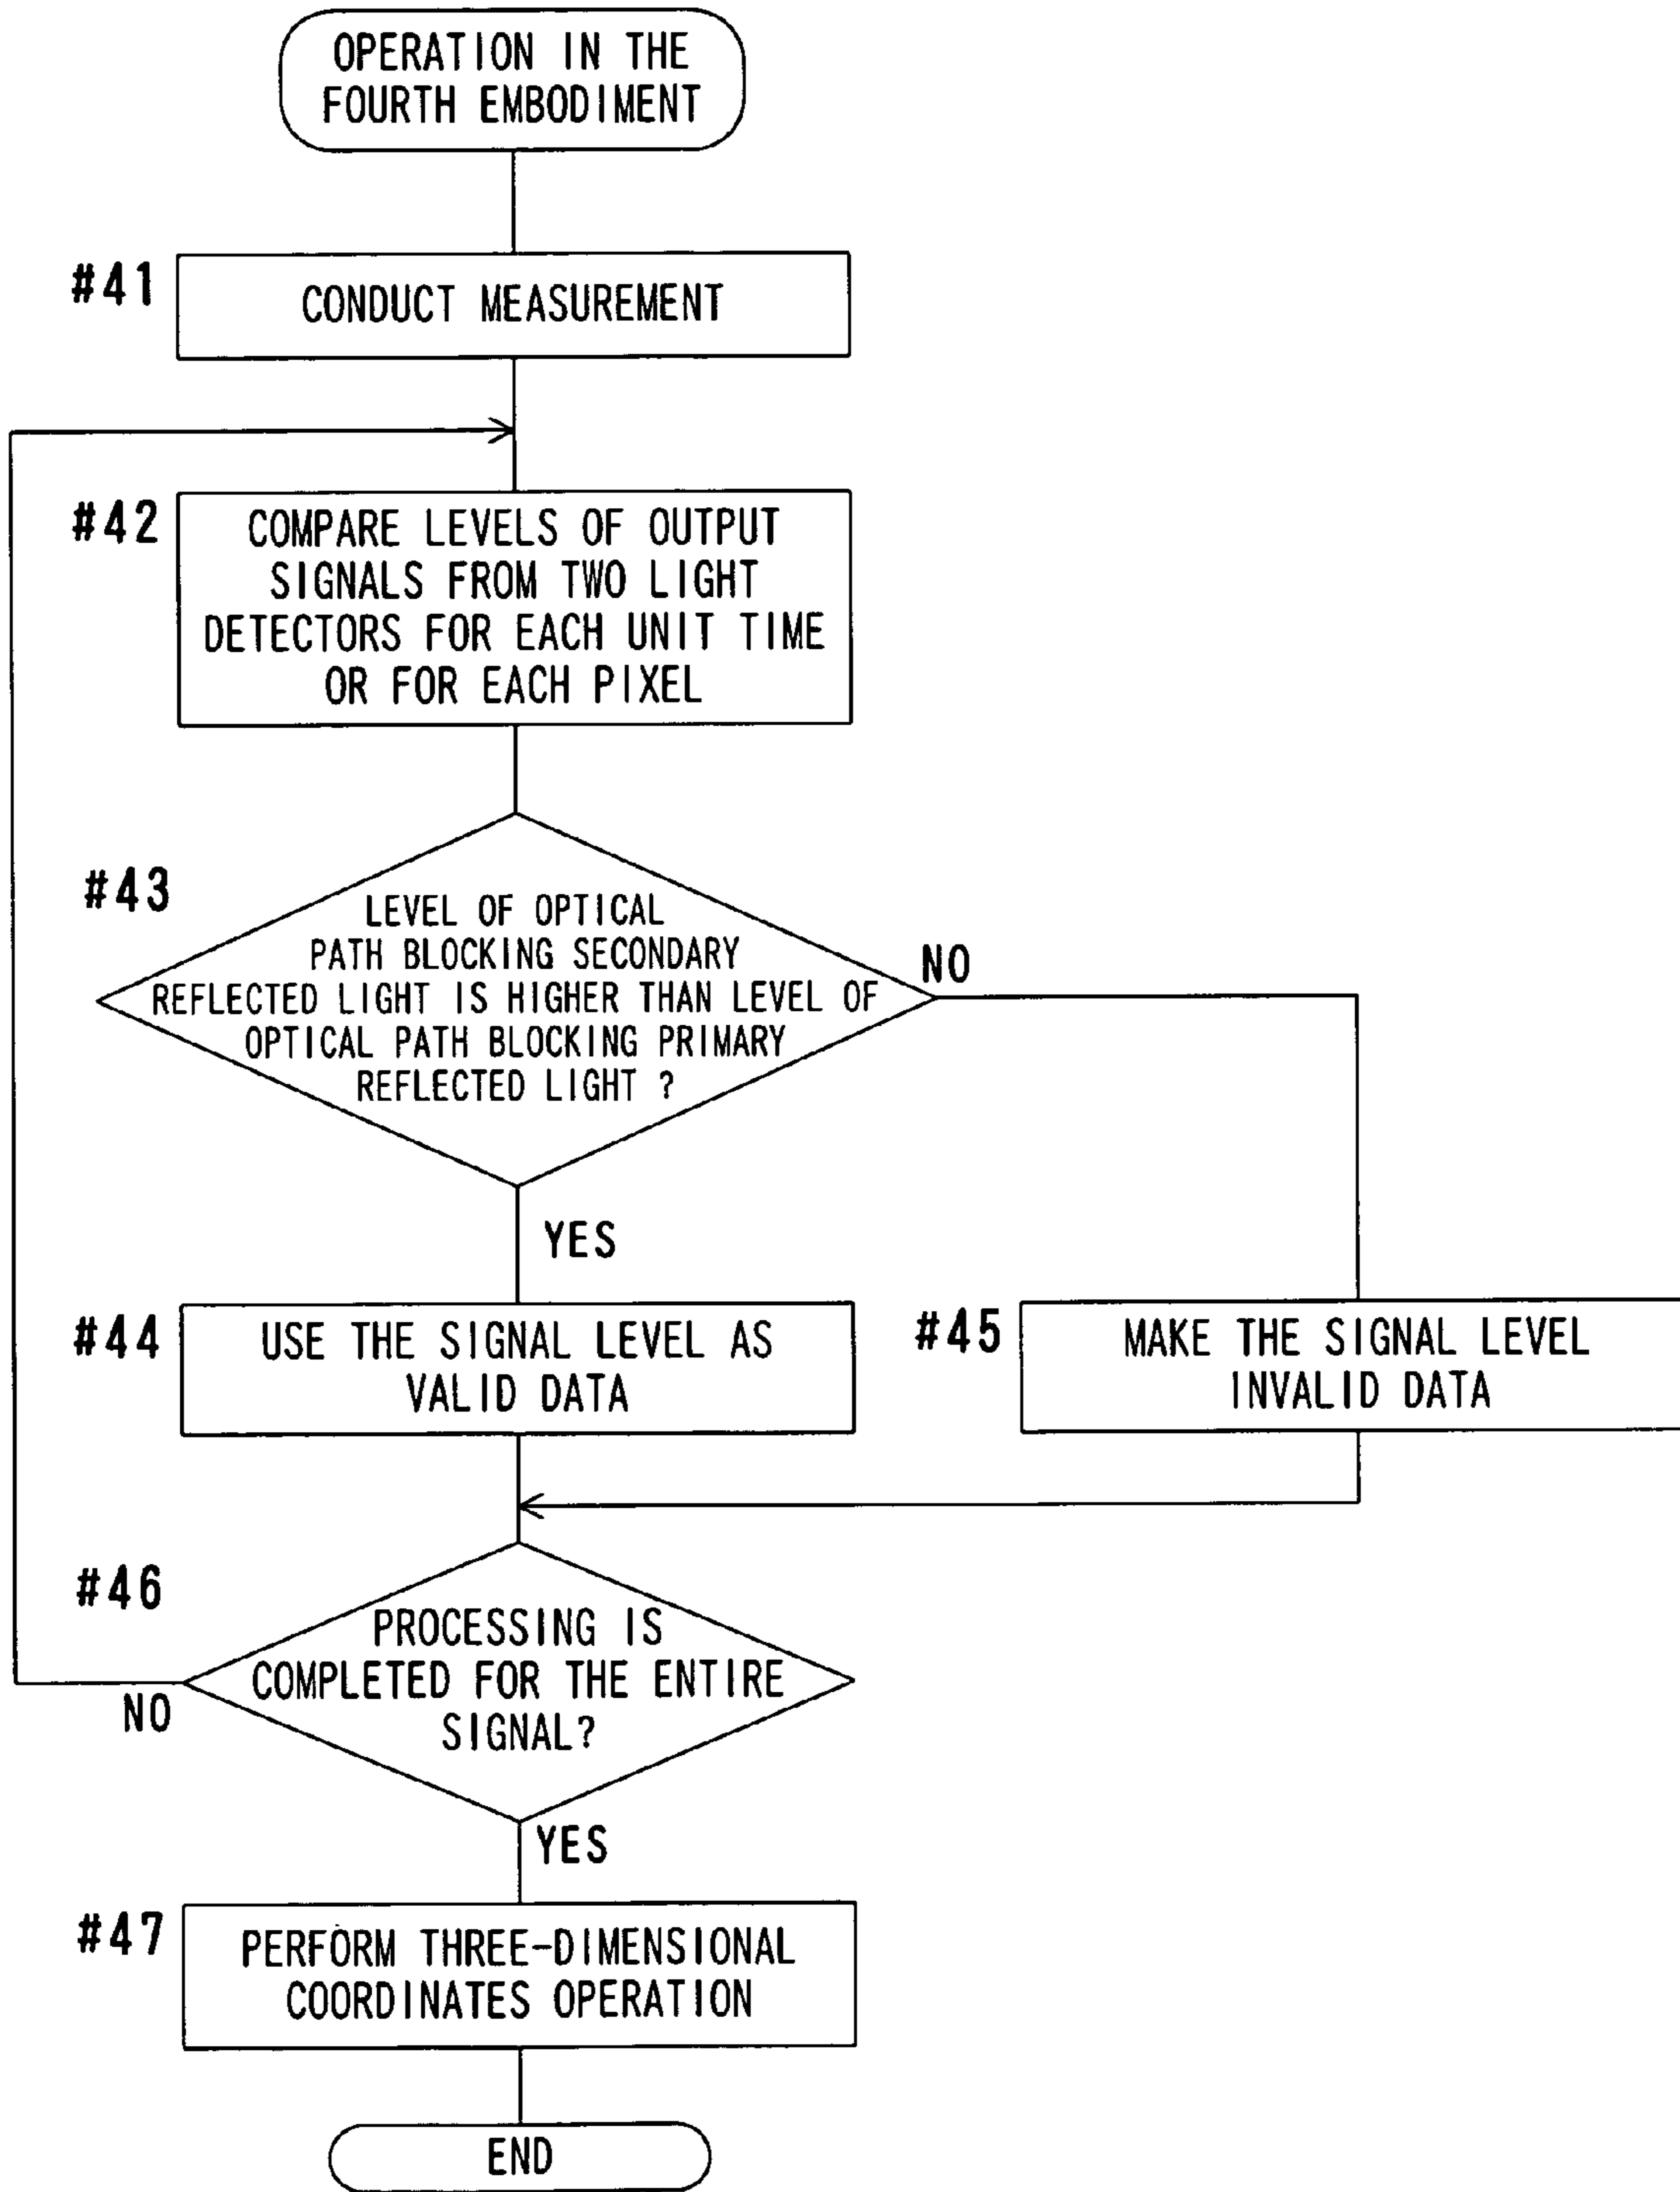 OPERATION IN THE
FOURTH EMBODIMENT
#41
CONDUCT MEASUREMENT
#42
COMPARE LEVELS OF OUTPUT
SIGNALS FROM TWO LIGHT
DETECTORS FOR EACH UNIT TIME
OR FOR EACH PIXEL
#43
LEVEL OF OPTICAL
PATH BLOCKING SECONDARY
REFLECTED LIGHT IS HIGHER THAN LEVEL OF
OPTICAL PATH BLOCKING PRIMARY
REFLECTED LIGHT ?
NO
YES
#44
USE THE SIGNAL LEVEL AS
VALID DATA
#45
MAKE THE SIGNAL LEVEL
INVALID DATA
#46
PROCESSING IS
COMPLETED FOR THE ENTIRE
SIGNAL?
NO
YES
#47
PERFORM THREE-DIMENSIONAL
COORDINATES OPERATION
END